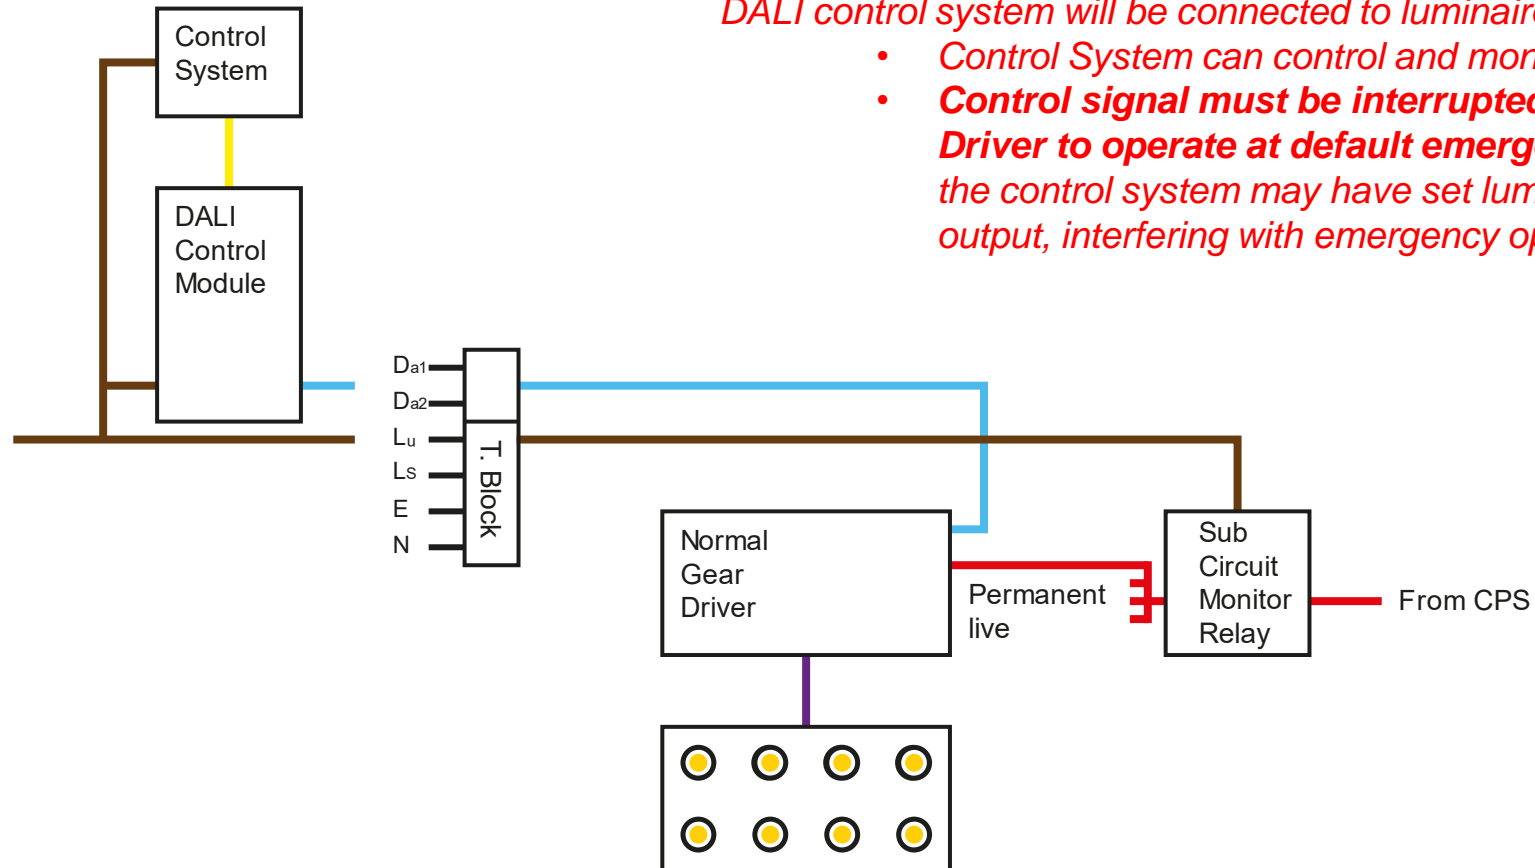 DALI control system will be connected to luminaire
• Control System can control and mon
• Control signal must be interrupted
Driver to operate at default emerg
the control system may have set lum
output, interfering with emergency op
Control
System
DALI
Control
Module
Da1
Da2
Lu
LS
E
N
T. Block
Normal
Gear
Driver
Permanent
live
Sub
Circuit
Monitor
Relay
From CPS